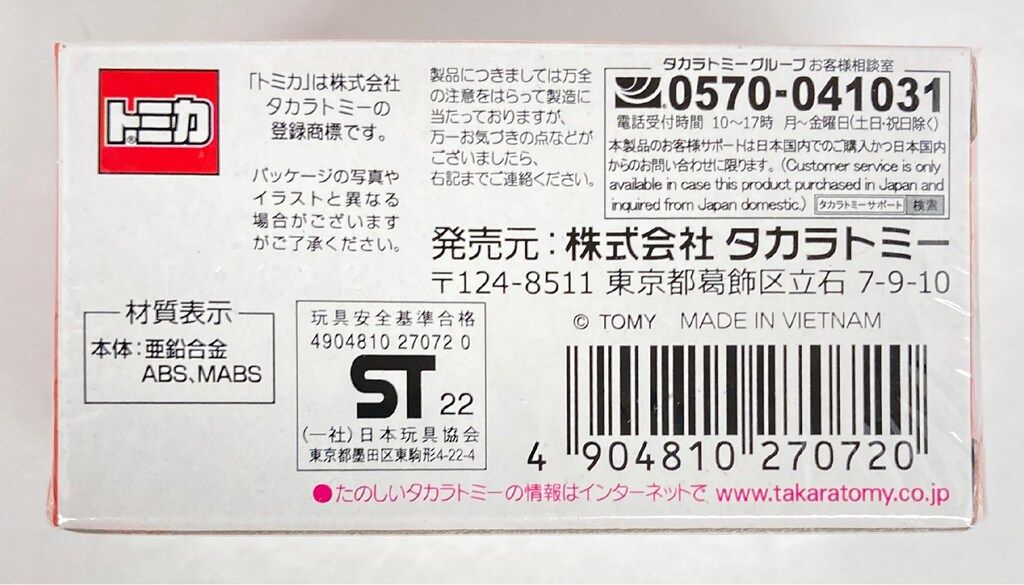 トミカ
®
「トミカ」は株式会社
タカラトミーの
登録商標です。
パッケージの写真や
イラストと異なる
場合がございます
がご了承ください。
製品につきましては万全
の注意をはらって製造に
当たっておりますが、
万一お気づきの点などが
ございましたら、
右記までご連絡ください。
タカラトミーグループ お客様相談室
0570-041031
電話受付時間 10〜17時 月〜金曜日(土日・祝日除く)
本製品のお客様サポートは日本国内でのご購入かつ日本国内
からのお問い合わせに限ります。(Customer service is only
available in case this product purchased in Japan and
inquired from Japan domestic.) タカラトミーサポート 検索
発売元:株式会社 タカラトミー
〒124-8511 東京都葛飾区立石 7-9-10
© TOMY MADE IN VIETNAM
材質表示
本体:亜鉛合金
ABS、MABS
玩具安全基準合格
4904810 27072 0
ST 22
(一社)日本玩具協会
東京都墨田区東駒形4-22-4
4 904810 270720
●たのしいタカラトミーの情報はインターネットで www.takaratomy.co.jp